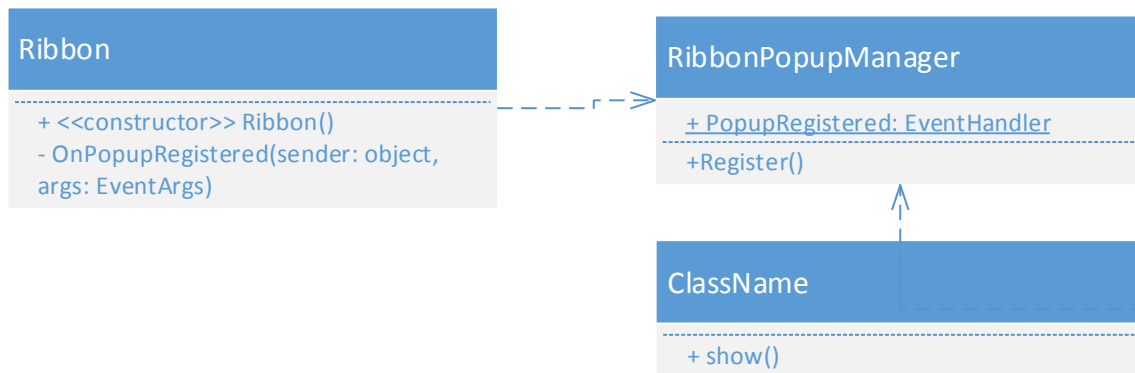 Ribbon
+ <<constructor>> Ribbon()
- OnPopupRegistered(sender: object,
args: EventArgs)
RibbonPopupManager
+ PopupRegistered: EventHandler
+Register()
ClassName
+ show()